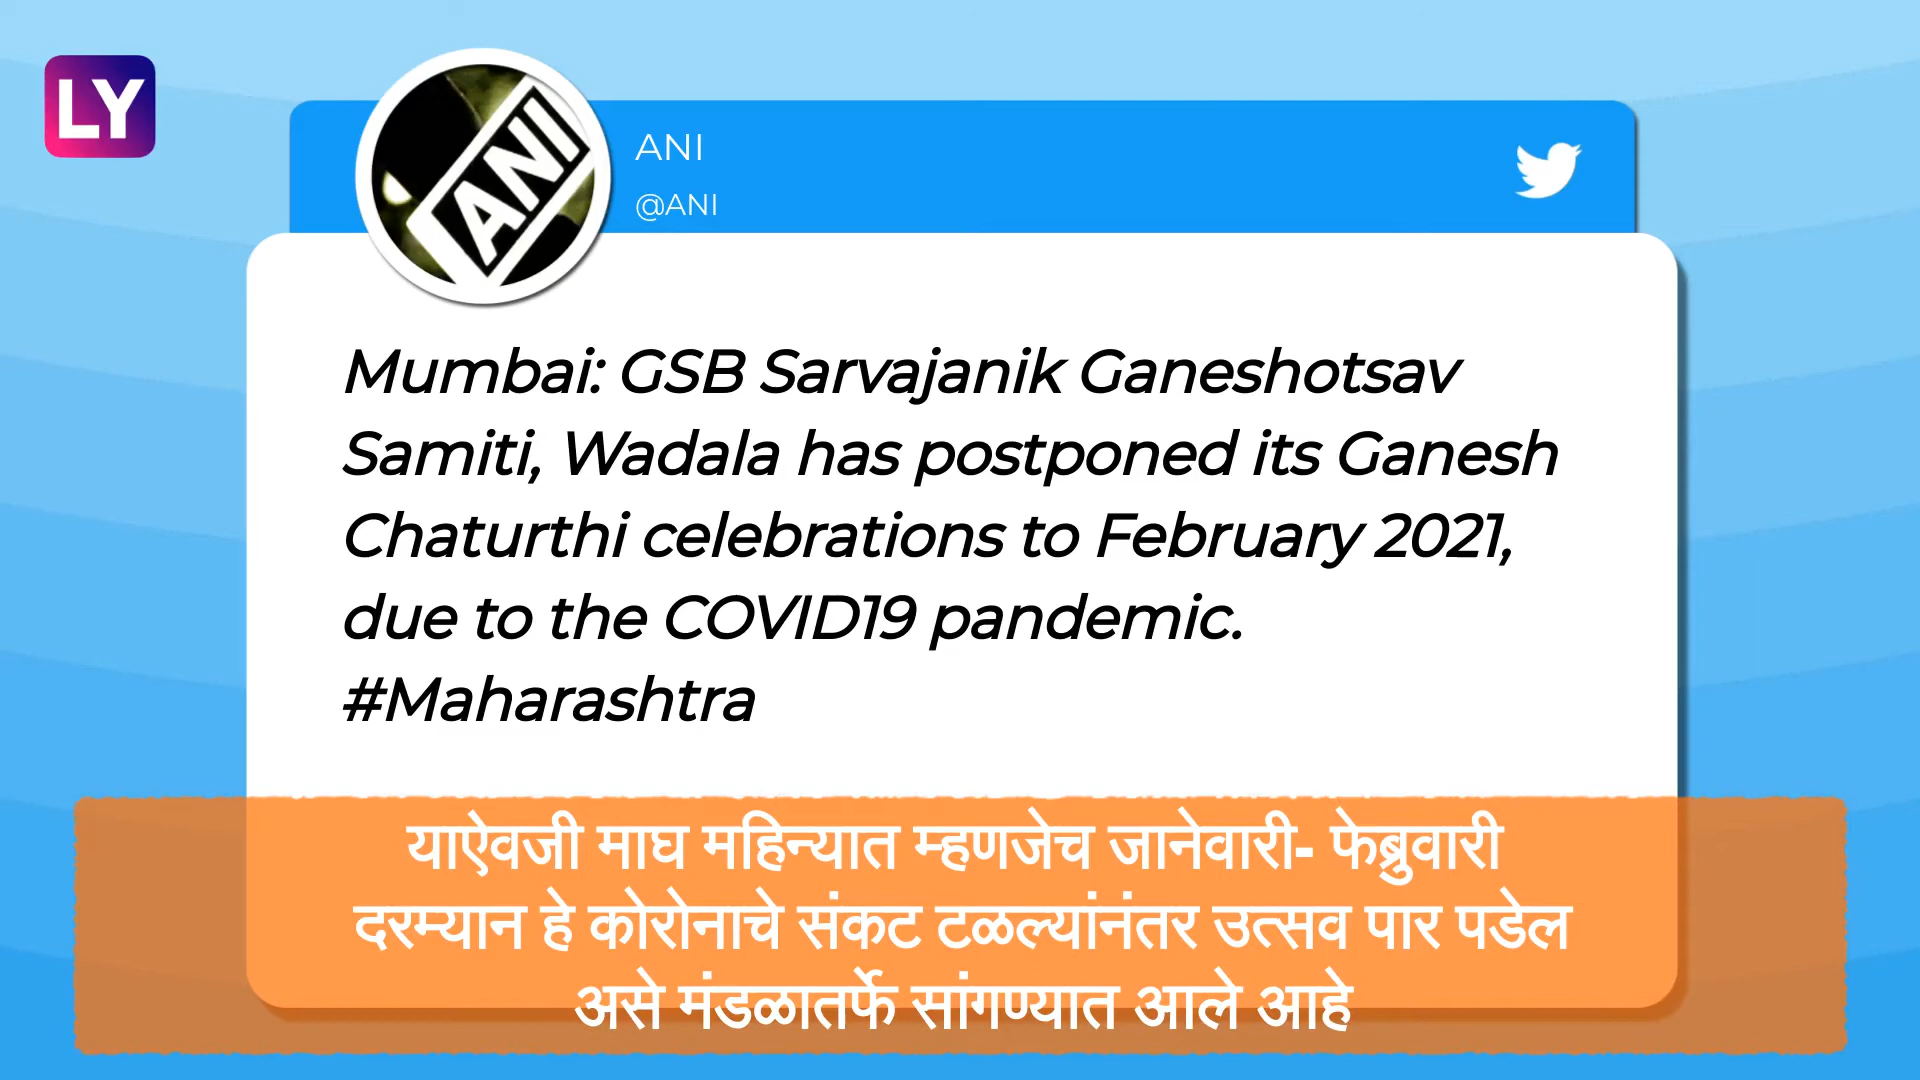 LY
ANI
ANI
@ANI
Mumbai: GSB Sarvajanik Ganeshotsav
Samiti, Wadala has postponed its Ganesh
Chaturthi celebrations to February 2021,
due to the COVID19 pandemic.
#Maharashtra
याऐवजी माघ महिन्यात म्हणजेच जानेवारी- फेब्रुवारी
दरम्यान हे कोरोनाचे संकट टळल्यांनंतर उत्सव पार पडेल
असे मंडळातर्फे सांगण्यात आले आहे